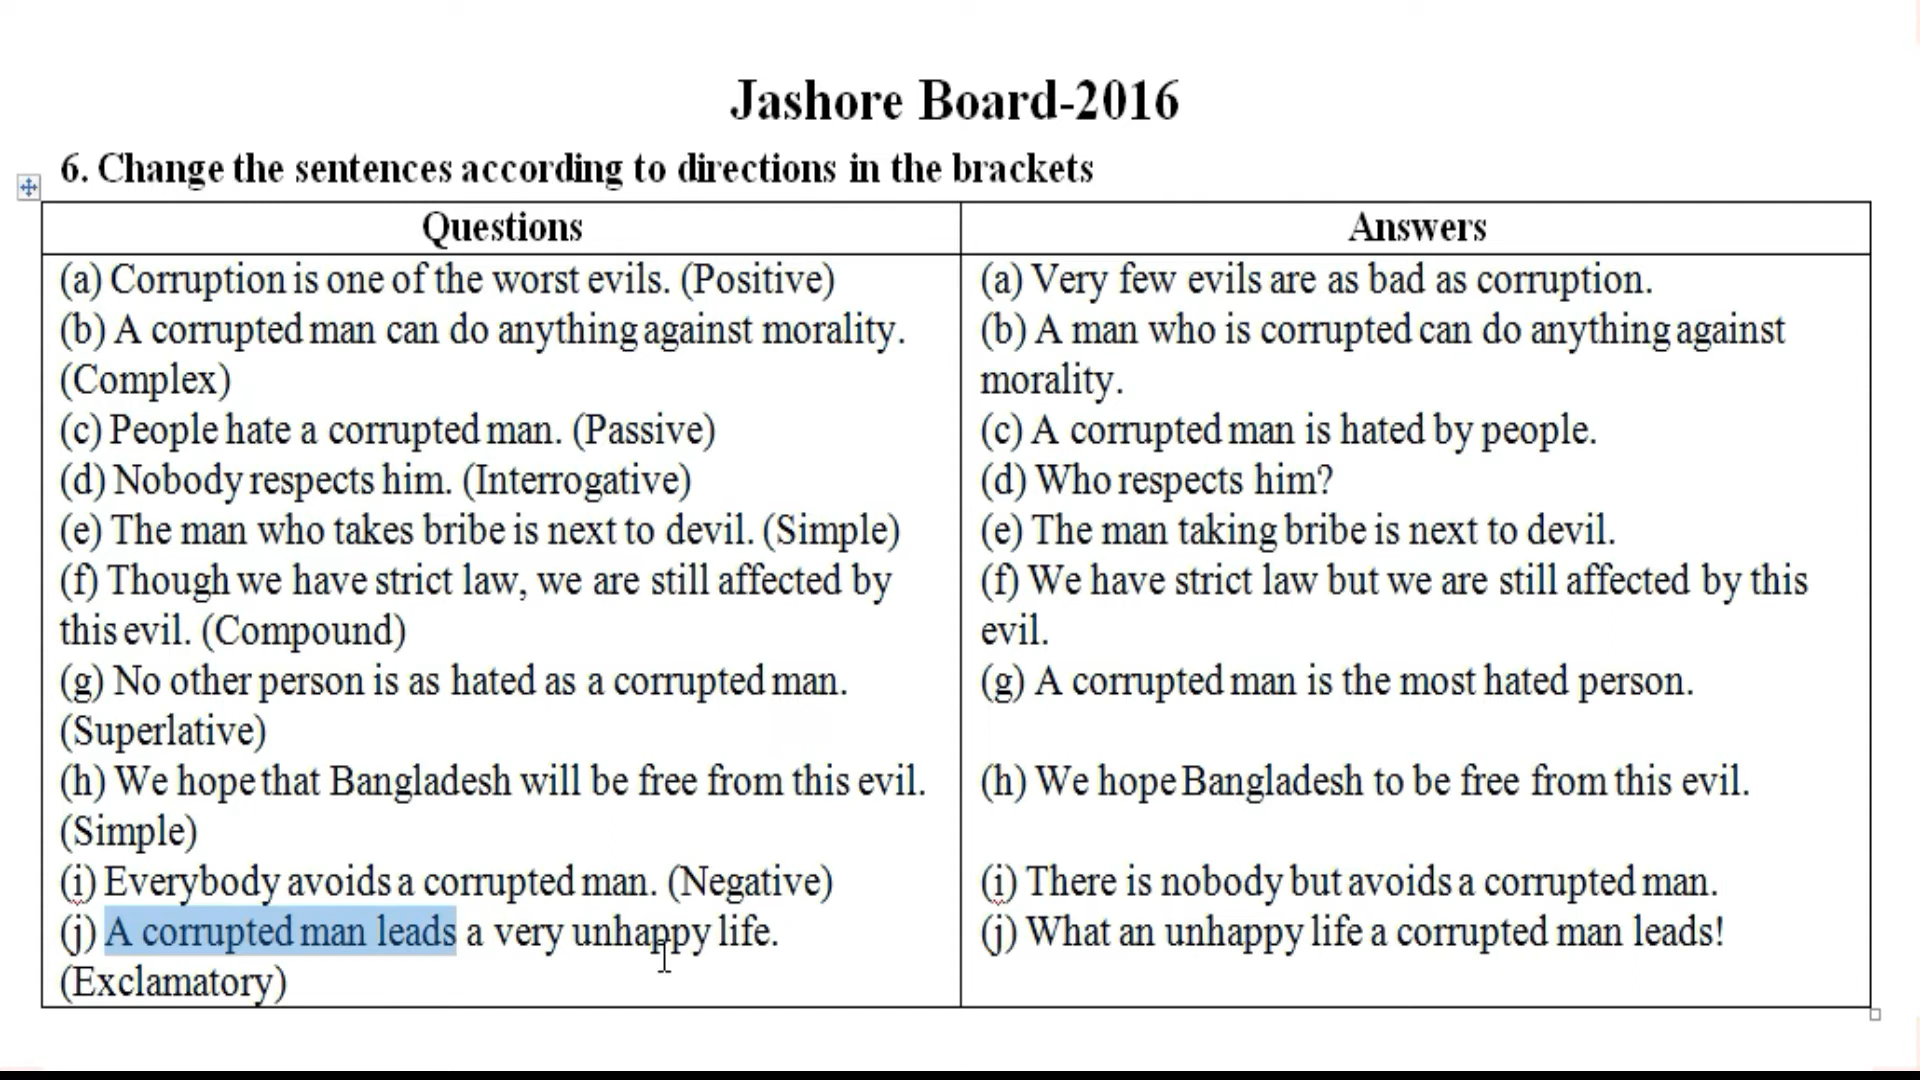 Jashore Board-2016
6. Change the sentences according to directions in the brackets
Questions
(a) Corruption is one of the worst evils. (Positive)
(b) A corrupted man can do anything against morality.
(Complex)
(c) People hate a corrupted man. (Passive)
(d) Nobody respects him. (Interrogative)
(e) The man who takes bribe is next to devil. (Simple)
(f) Though we have strict law, we are still affected by
this evil. (Compound)
(g) No other person is as hated as a corrupted man.
(Superlative)
(h) We hope that Bangladesh will be free from this evil.
(Simple)
(i) Everybody avoids a corrupted man. (Negative)
(j) A corrupted man leads a very unhappy life.
(Exclamatory)
Answers
(a) Very few evils are as bad as corruption.
(b) A man who is corrupted can do anything against
morality.
(c) A corrupted man is hated by people.
(d) Who respects him?
(e) The man taking bribe is next to devil.
(f) We have strict law but we are still affected by this
evil.
(g) A corrupted man is the most hated person.
(h) We hope Bangladesh to be free from this evil.
(i) There is nobody but avoids a corrupted man.
(j) What an unhappy life a corrupted man leads!